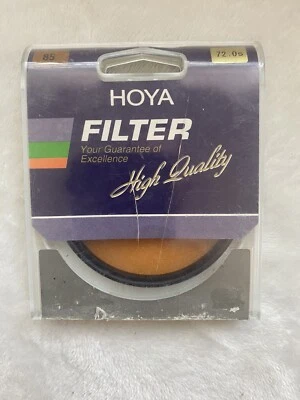 85
72.0s
HOYA
FILTER
Your Guarantee of
Excellence
High Quality